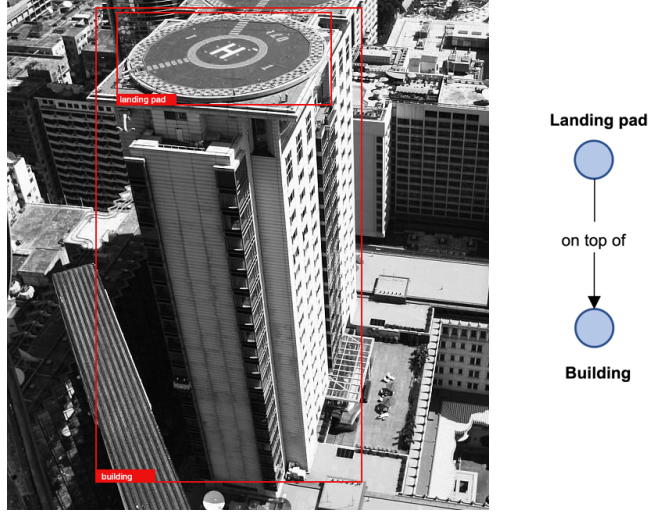 H
landing pad
building
Landing pad
on top of
Building